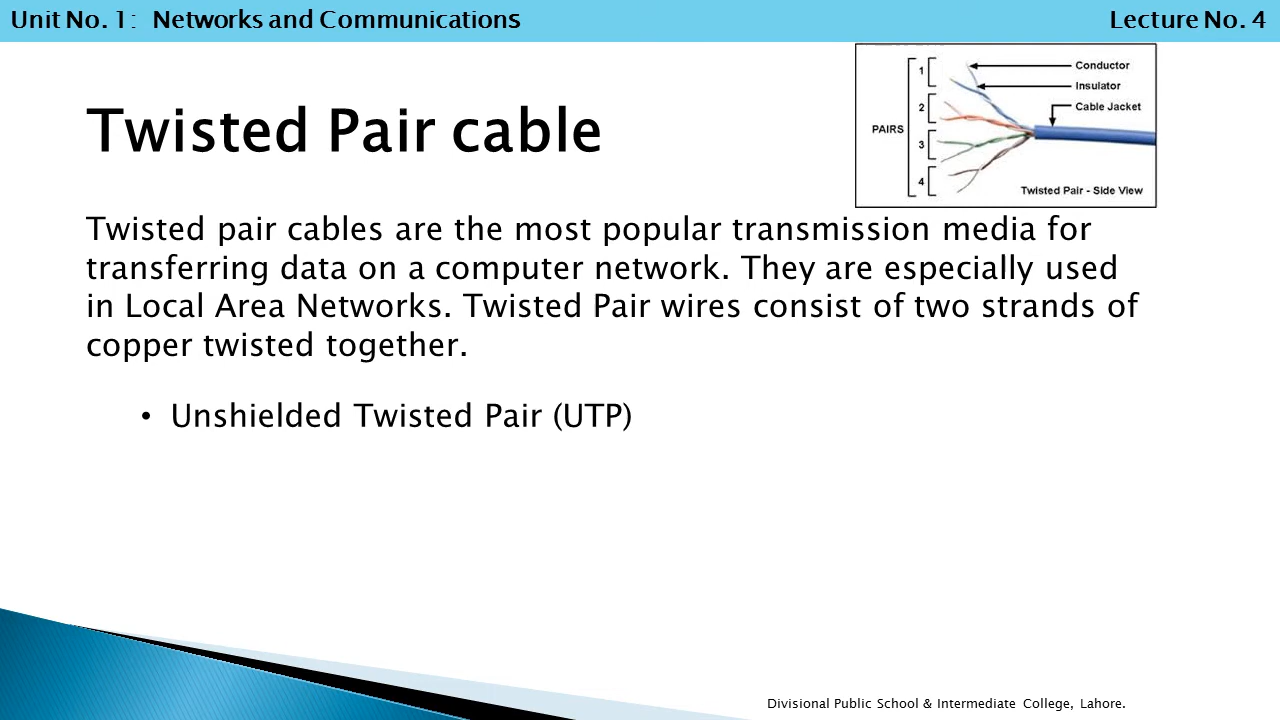 Unit No. 1:  Networks and Communications
Lecture No. 4
Conductor
Insulator
Cable Jacket
PAIRS
1
2
3
4
Twisted Pair - Side View
Twisted Pair cable
Twisted pair cables are the most popular transmission media for
transferring data on a computer network. They are especially used
in Local Area Networks. Twisted Pair wires consist of two strands of
copper twisted together.
• Unshielded Twisted Pair (UTP)
Divisional Public School & Intermediate College, Lahore.